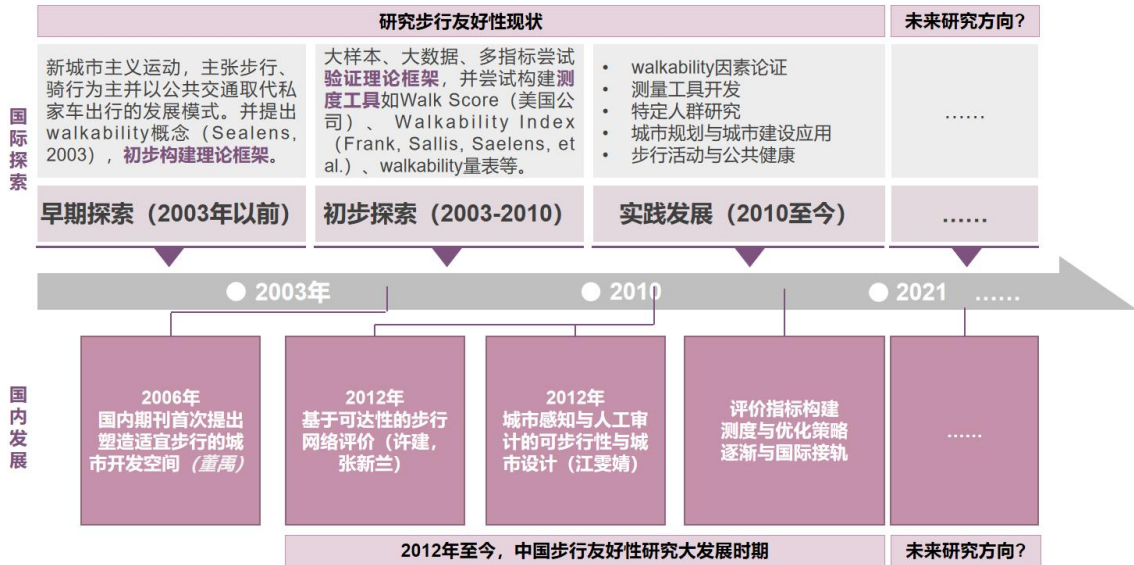 研究步行友好性现状
未来研究方向?
国际探索
新城市主义运动，主张步行、
骑行为主并以公共交通取代私
家车出行的发展模式。并提出
walkability概念（Sealens,
2003），初步构建理论框架。
大样本、大数据、多指标尝试
验证理论框架，并尝试构建测
度工具如Walk Score（美国公
司）、 Walkability Index
（Frank, Sallis, Saelens, et
al.）、walkability量表等。
• walkability因素论证
• 测量工具开发
• 特定人群研究
• 城市规划与城市建设应用
• 步行活动与公共健康
......
早期探索（2003年以前）
初步探索（2003-2010）
实践发展（2010至今）
......
2003年
2010
2021 ......
国内发展
2006年
国内期刊首次提出
塑造适宜步行的城
市开发空间（董禹）
2012年
基于可达性的步行
网络评价（许建，
张新兰）
2012年
城市感知与人工审
计的可步行性与城
市设计（江雯婧）
评价指标构建
测度与优化策略
逐渐与国际接轨
......
2012年至今，中国步行友好性研究大发展时期
未来研究方向?